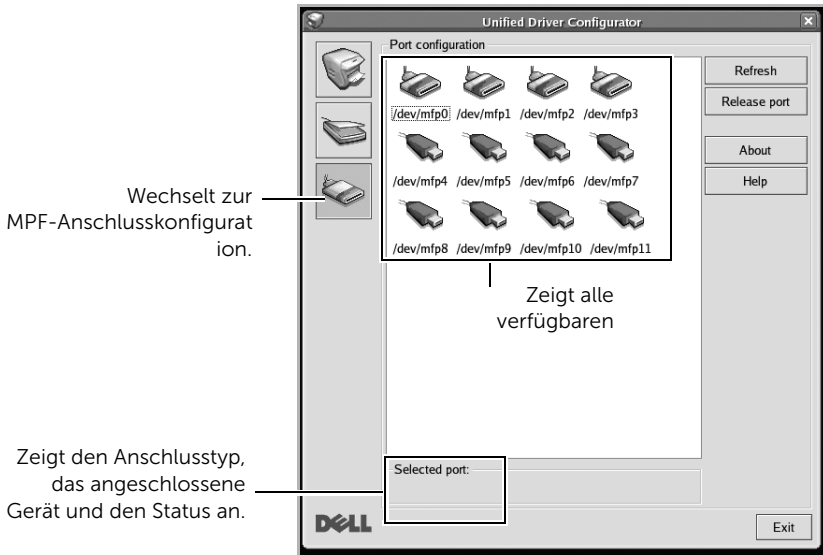 Unified Driver Configurator
Port configuration
/dev/mfp0 /dev/mfp1 /dev/mfp2 /dev/mfp3
/dev/mfp4 /dev/mfp5 /dev/mfp6 /dev/mfp7
/dev/mfp8 /dev/mfp9 /dev/mfp10 /dev/mfp11
Refresh
Release port
About
Help
Wechselt zur
MPF-Anschlusskonfigurat
ion.
Zeigt alle
verfügbaren
Zeigt den Anschlusstyp,
das angeschlossene
Gerät und den Status an.
Selected port:
DELL
Exit